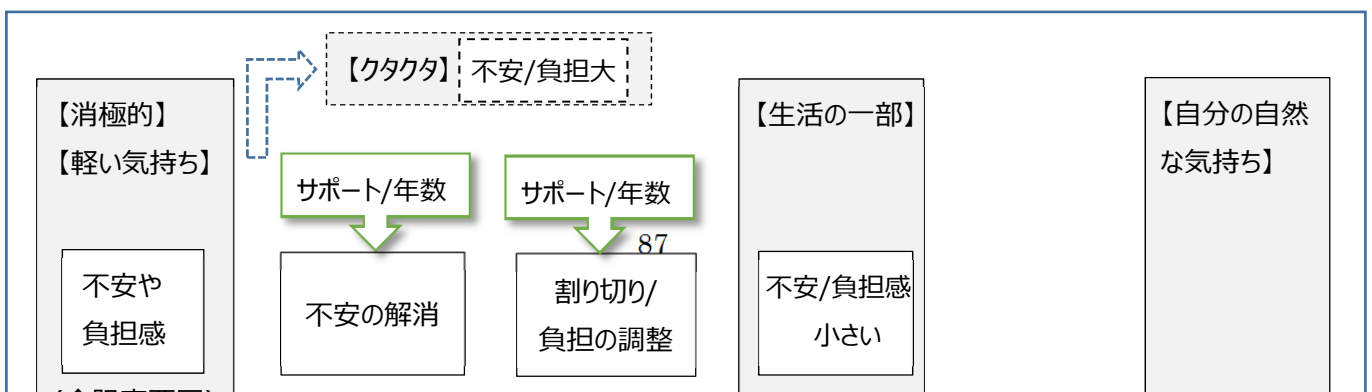 【クタクタ】 不安/負担大
【消極的】
【軽い気持ち】
【生活の一部】
【自分の自然
な気持ち】
サポート/年数
サポート/年数
87
不安や
負担感
不安の解消
割り切り/
負担の調整
不安/負担感
小さい